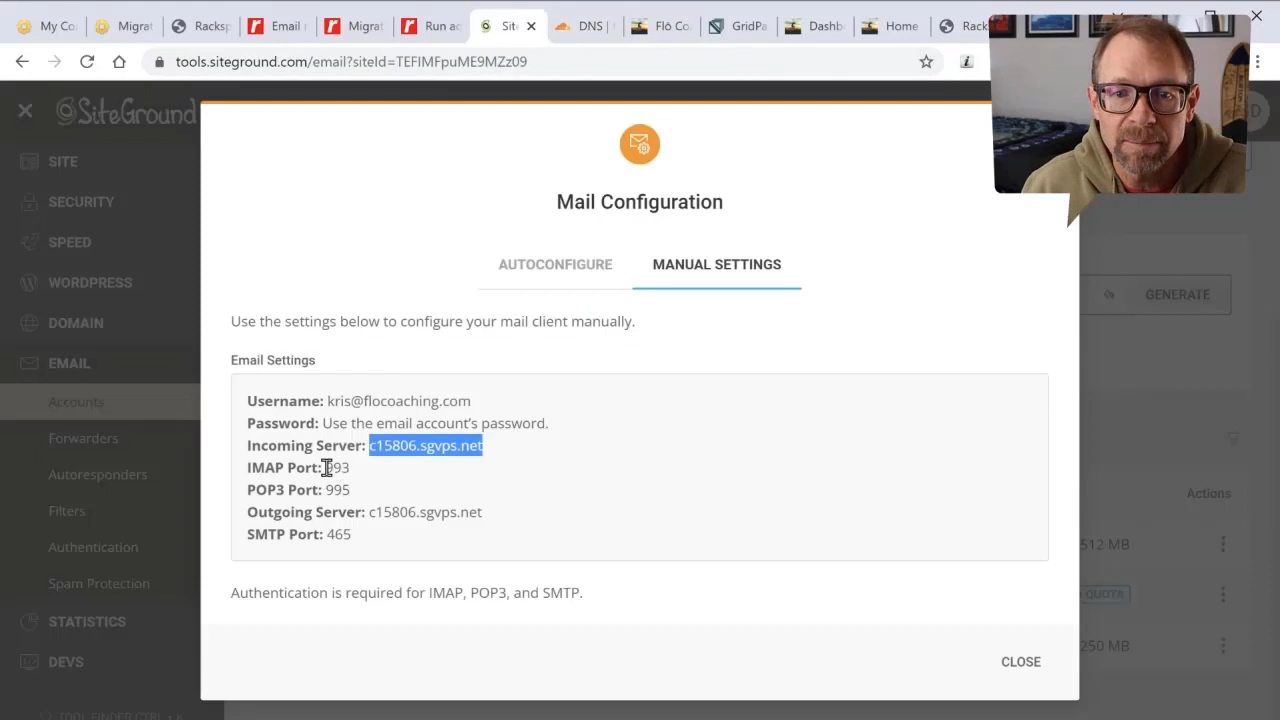 My Co
Migrat
Racksp
Email r
Migrat
Run ac
Site
DNS |
Flō Co
GridPa
Dashb
Home
Rack
tools.siteground.com/email?siteId=TEFIMFpuME9MZz09
SiteGround
SITE
SECURITY
SPEED
WORDPRESS
DOMAIN
EMAIL
Accounts
Forwarders
Autoresponders
Filters
Authentication
Spam Protection
STATISTICS
DEVS
Mail Configuration
AUTOCONFIGURE
MANUAL SETTINGS
Use the settings below to configure your mail client manually.
Email Settings
Username: kris@flocoaching.com
Password: Use the email account's password.
Incoming Server: c15806.sgvps.net
IMAP Port: 993
POP3 Port: 995
Outgoing Server: c15806.sgvps.net
SMTP Port: 465
Authentication is required for IMAP, POP3, and SMTP.
CLOSE
GENERATE
Actions
512 MB
QUOTA
250 MB